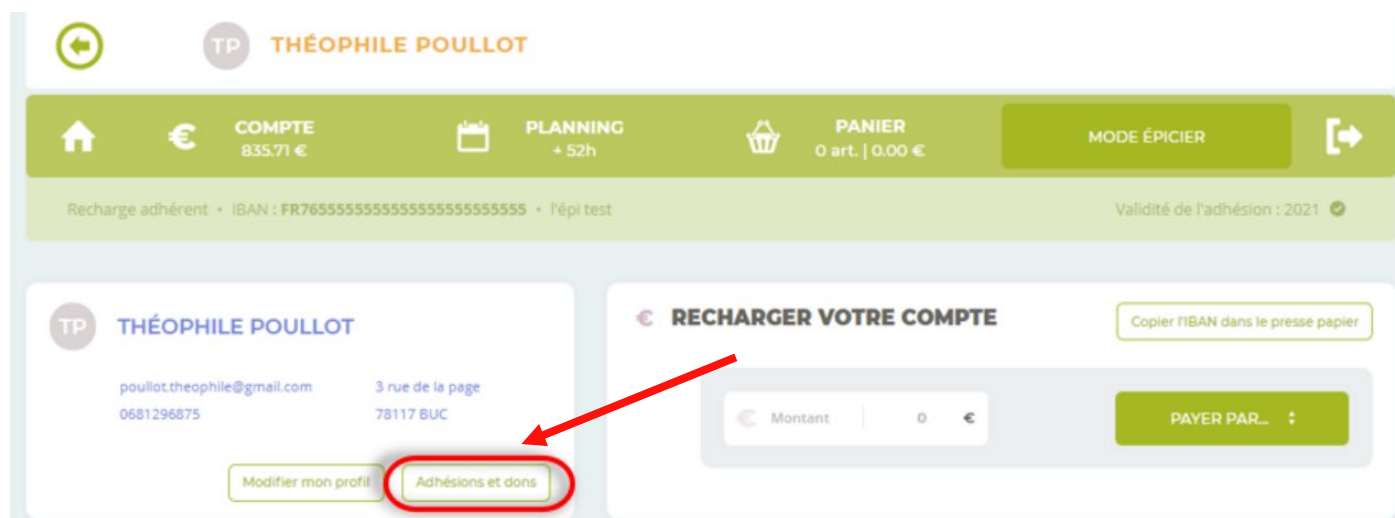 TP THÉOPHILE POULLOT
€ COMPTE
835.71 €
PLANNING
+ 52h
PANIER
0 art. | 0.00 €
MODE ÉPICIER
Recharge adhérent • IBAN : FR7655555555555555555555555 • l'épi test
Validité de l'adhésion : 2021
TP THÉOPHILE POULLOT
poullot.theophile@gmail.com
0681296875
3 rue de la page
78117 BUC
Modifier mon profil
Adhésions et dons
€ RECHARGER VOTRE COMPTE
Copier l'IBAN dans le presse papier
€ Montant 0 €
PAYER PAR...